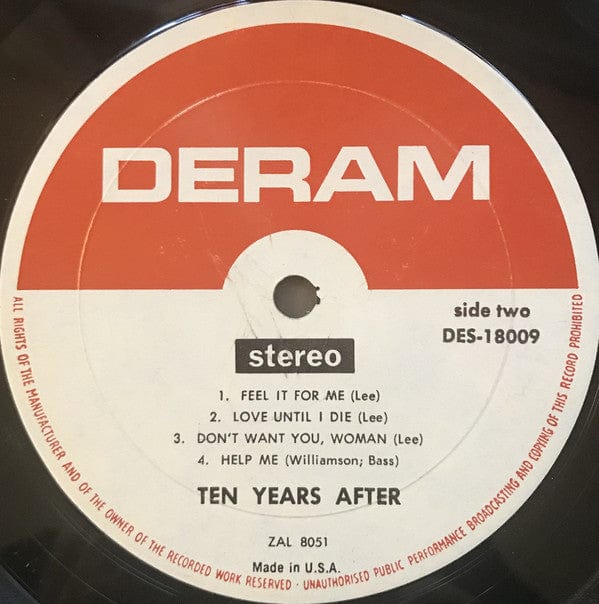 DERAM
side two
DES-18009
stereo
1. FEEL IT FOR ME (Lee)
2. LOVE UNTIL I DIE (Lee)
3. DON'T WANT YOU, WOMAN (Lee)
4. HELP ME (Williamson; Bass)
TEN YEARS AFTER
ZAL 8051
Made in U.S.A.
ALL RIGHTS OF THE MANUFACTURER AND OF THE OWNER OF THE RECORDED WORK RESERVED · UNAUTHORISED PUBLIC PERFORMANCE BROADCASTING AND COPYING OF THIS RECORD PROHIBITED